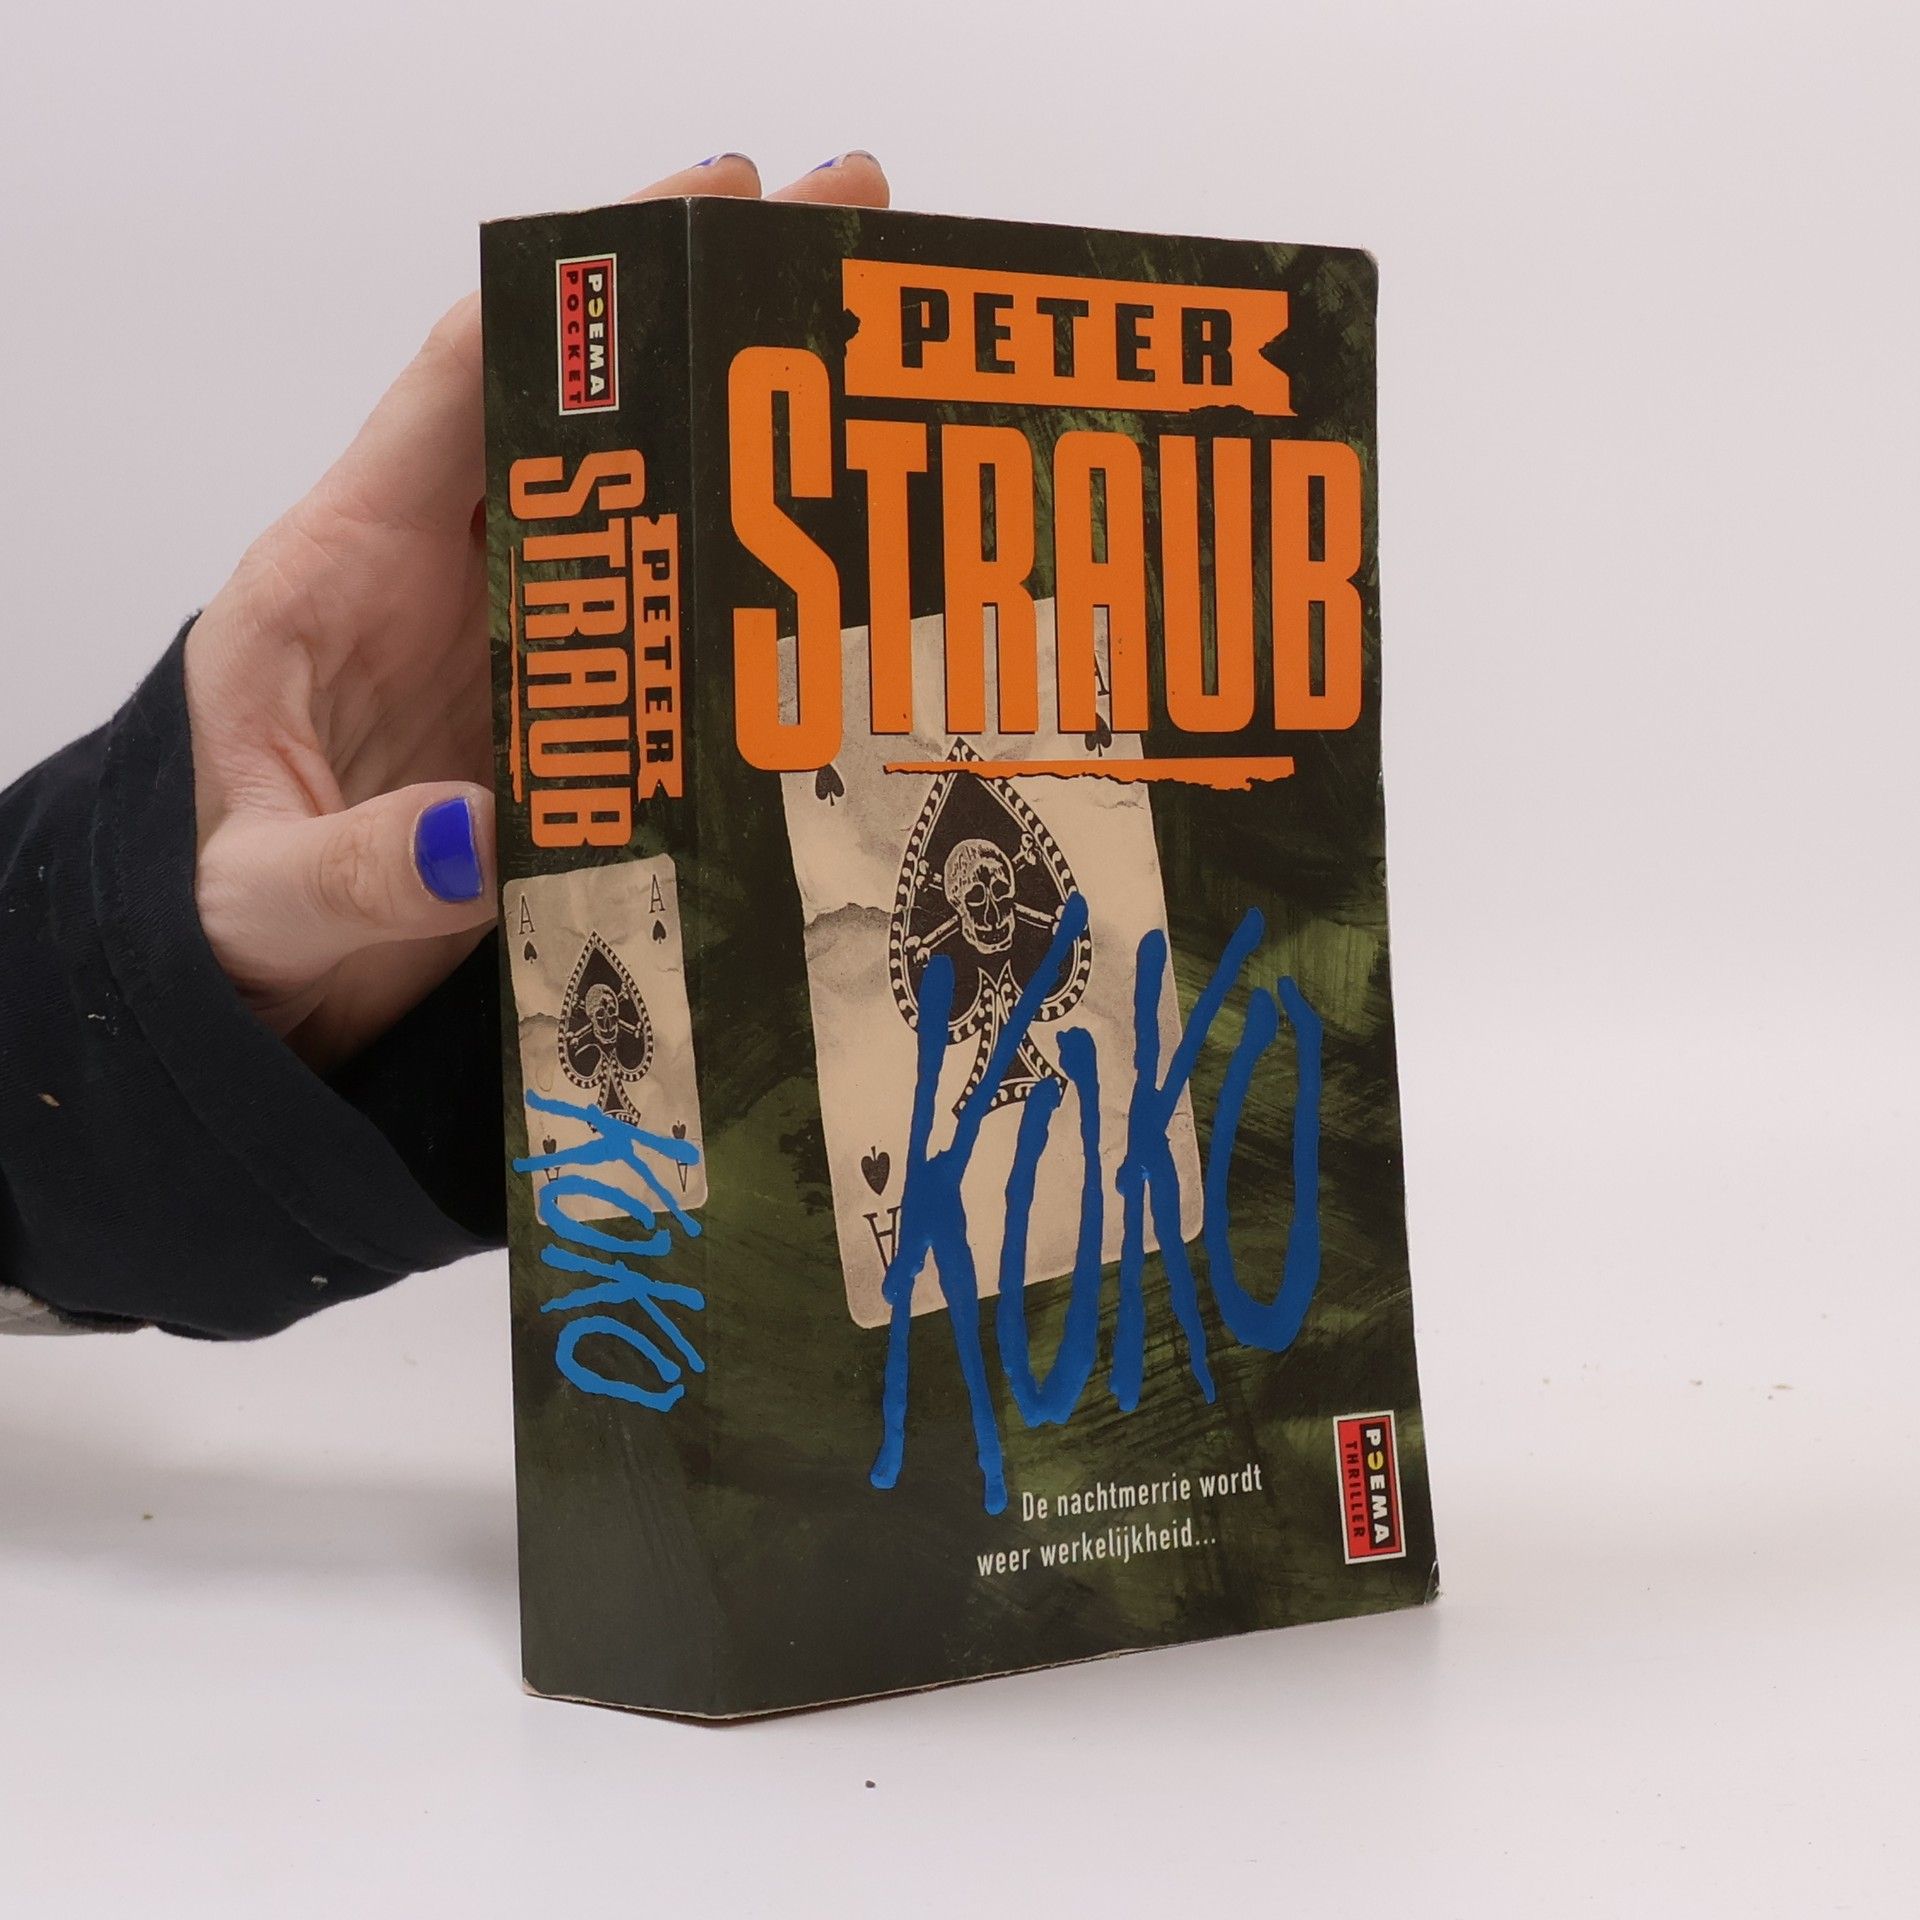 POEMA
POCKET
PETER
STRAUB
A
A
KOKO
A
A
PETER
STRAUB
A
A
KOKO
De nachtmerrie wordt
weer werkelijkheid...
POEMA
THRILLER